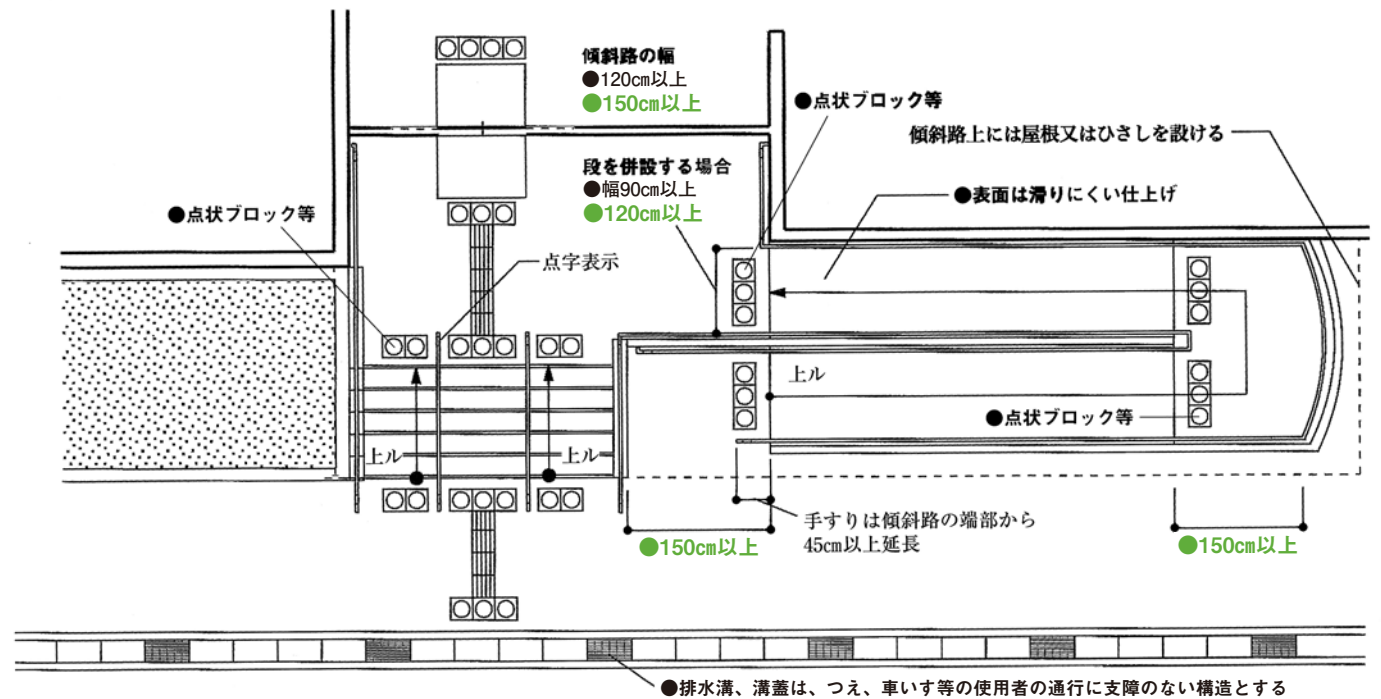 傾斜路の幅
●120㎝以上
●150㎝以上
●点状ブロック等
傾斜路上には屋根又はひさしを設ける
段を併設する場合
●幅90㎝以上
●120㎝以上
●表面は滑りにくい仕上げ
●点状ブロック等
点字表示
上ル
●点状ブロック等
上ル
上ル
手すりは傾斜路の端部から
45㎝以上延長
●150㎝以上
●150㎝以上
●排水溝、溝蓋は、つえ、車いす等の使用者の通行に支障のない構造とする